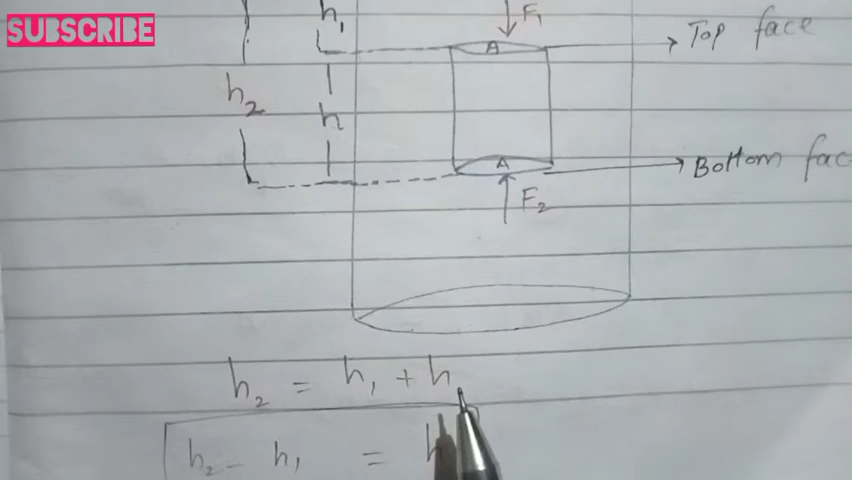 SUBSCRIBE
h₁
F₁
A
Top face
h₂
h
A
Bottom fac
F₂
h₂ = h₁ + h
h₂ - h₁ = h